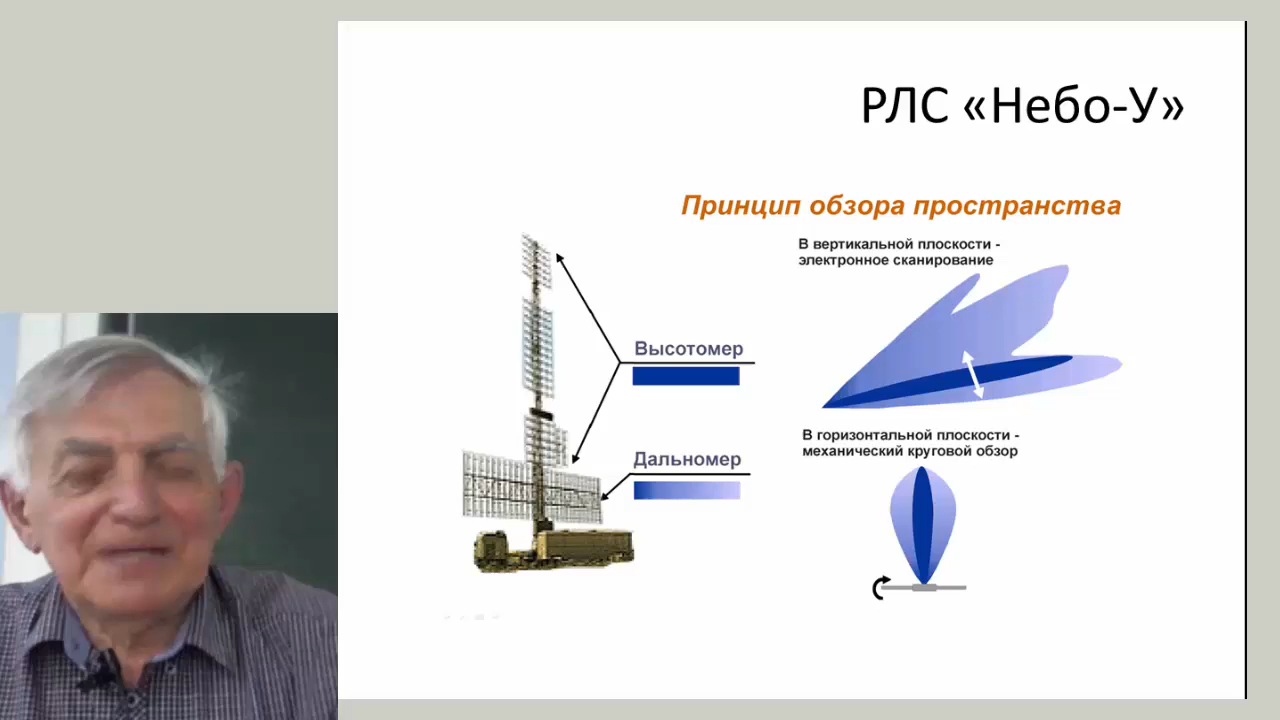 РЛС «Небо-У»
Принцип обзора пространства
В вертикальной плоскости -
электронное сканирование
Высотомер
В горизонтальной плоскости -
механический круговой обзор
Дальномер